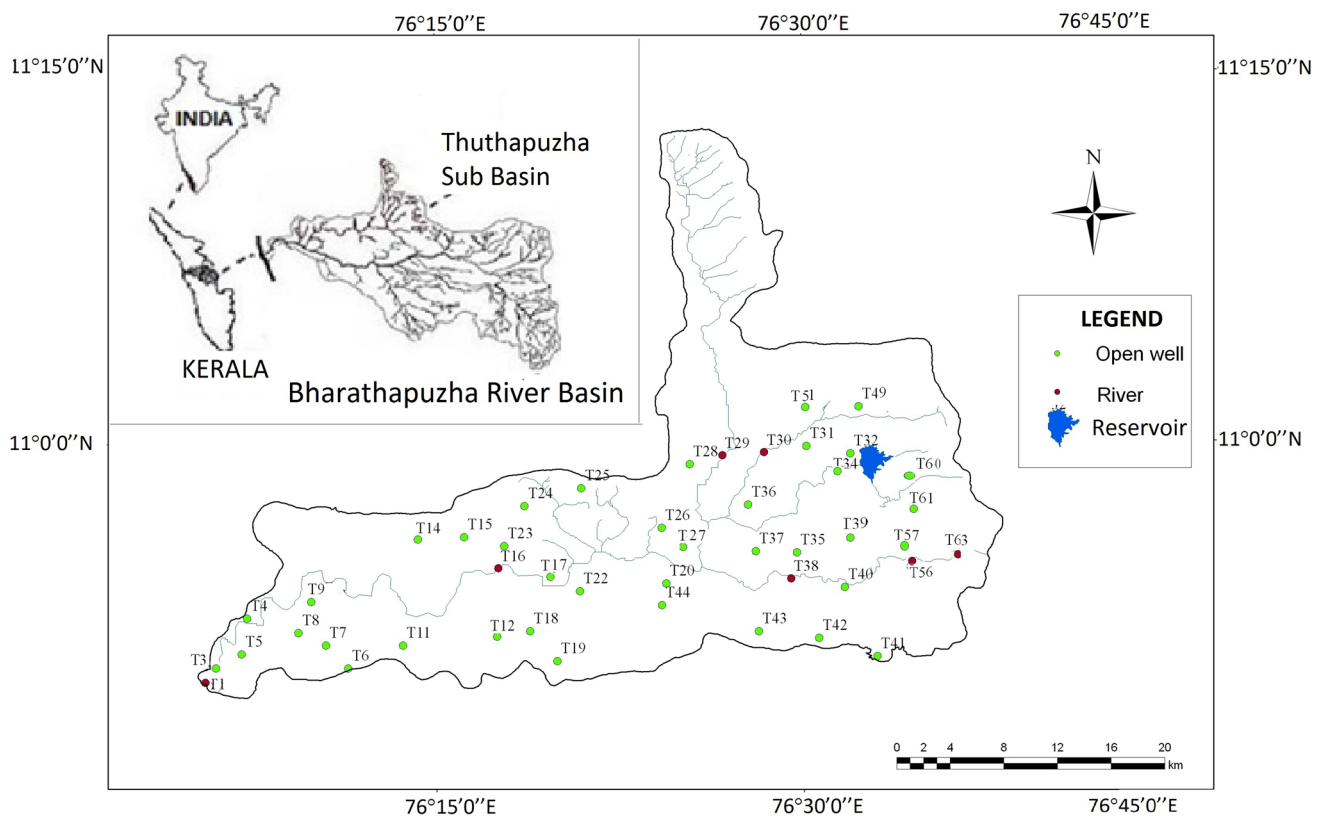 76°15'0''E
76°30'0''E
76°45'0''E
11°15'0''N
11°15'0''N
INDIA
Thuthapuzha
Sub Basin
KERALA
Bharathapuzha River Basin
N
LEGEND
Open well
River
Reservoir
11°0'0''N
11°0'0''N
T51
T49
T28
T29
T30
T31
T32
T34
T60
T25
T24
T36
T61
T14
T15
T23
T26
T27
T37
T35
T39
T57
T63
T16
T17
T22
T20
T44
T38
T40
T56
T4
T9
T8
T5
T7
T11
T12
T18
T43
T42
T3
T6
T19
T41
T1
0
2
4
8
12
16
20
km
76°15'0''E
76°30'0''E
76°45'0''E